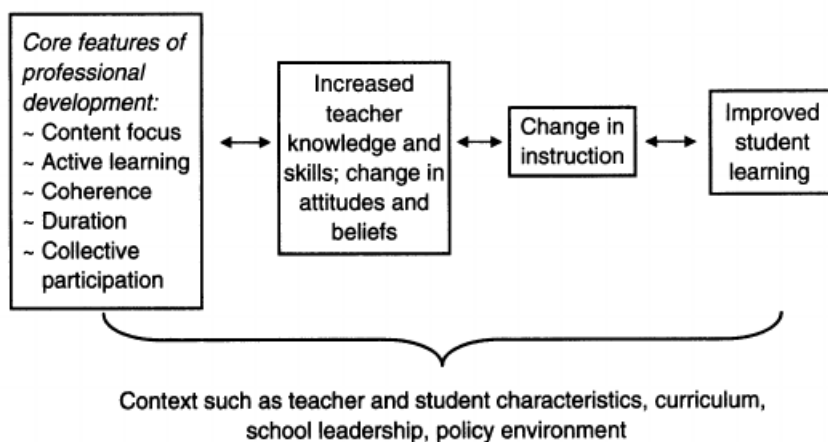 Core features of
professional
development:
~ Content focus
~ Active learning
~ Coherence
~ Duration
~ Collective
participation
Increased
teacher
knowledge and
skills; change in
attitudes and
beliefs
Change in
instruction
Improved
student
learning
Context such as teacher and student characteristics, curriculum,
school leadership, policy environment